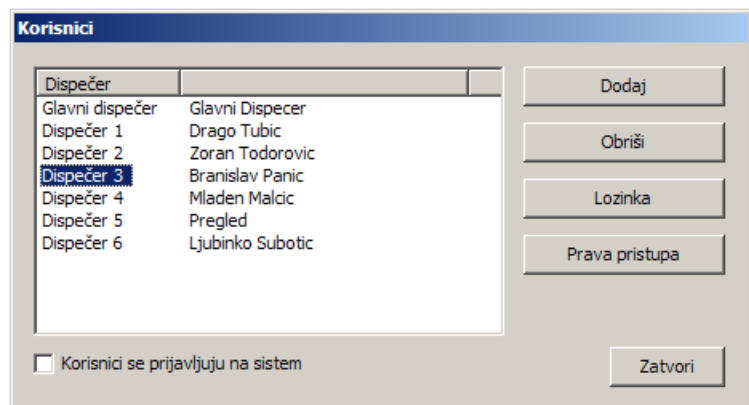 Korisnici
Dispečer
Glavni dispečer Glavni Dispecer
Dispečer 1 Drago Tubic
Dispečer 2 Zoran Todorovic
Dispečer 3 Branislav Panic
Dispečer 4 Mladen Malcic
Dispečer 5 Pregled
Dispečer 6 Ljubinko Subotic
Dodaj
Obriši
Lozinka
Prava pristupa
Korisnici se prijavljuju na sistem
Zatvori